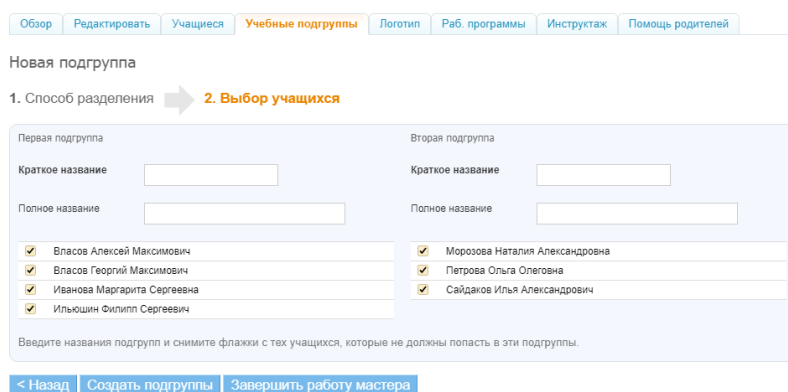 Обзор Редактировать Учащиеся Учебные подгруппы Логотип Раб. программы Инструктаж Помощь родителей
Новая подгруппа
1. Способ разделения 2. Выбор учащихся
Первая подгруппа Вторая подгруппа
Краткое название Краткое название
Полное название Полное название
Власов Алексей Максимович Морозова Наталия Александровна
Власов Георгий Максимович Петрова Ольга Олеговна
Иванова Маргарита Сергеевна Сайдаков Илья Александрович
Ильюшин Филипп Сергеевич
Введите названия подгрупп и снимите флажки с тех учащихся, которые не должны попасть в эти подгруппы.
< Назад Создать подгруппы Завершить работу мастера